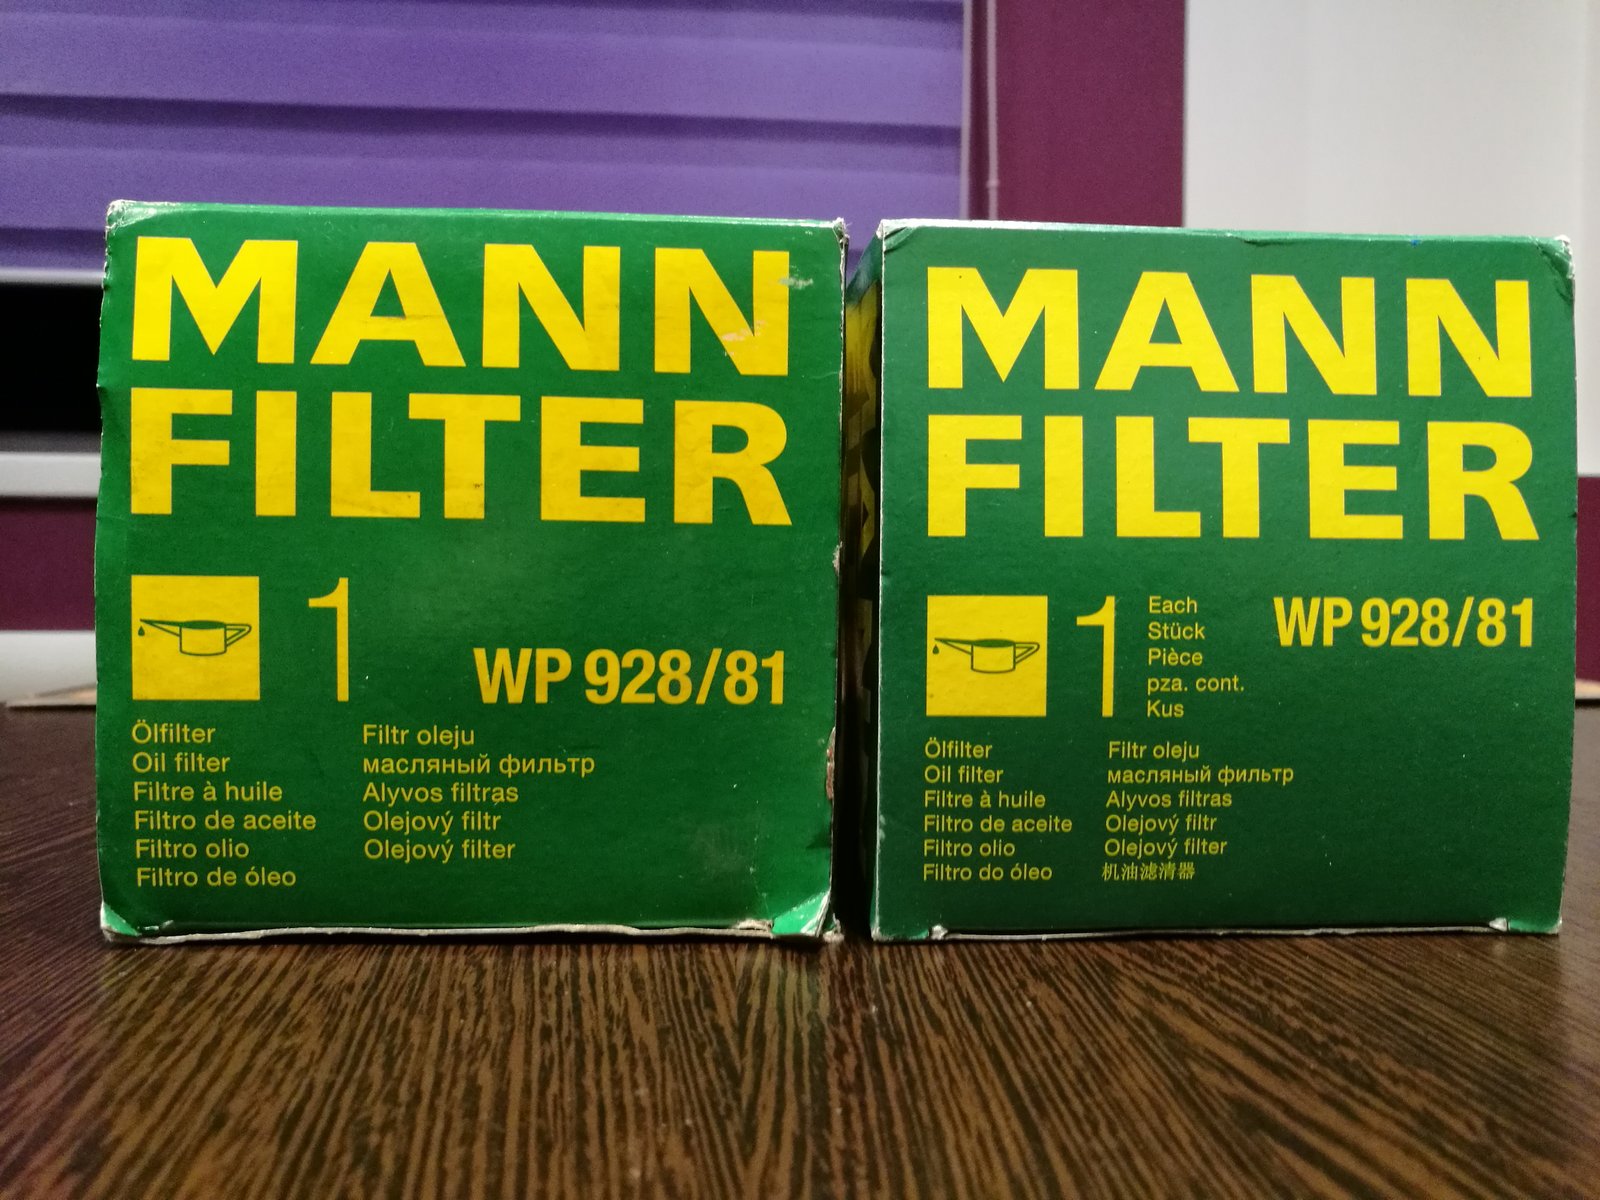 MANN
FILTER
1
WP 928/81
Ölfilter
Oil filter
Filtre à huile
Filtro de aceite
Filtro olio
Filtro de óleo
Filtr oleju
масляный фильтр
Alyvos filtras
Olejový filtr
Olejový filter
MANN
FILTER
1
Each
Stück
Pièce
pza. cont.
Kus
WP 928/81
Ölfilter
Oil filter
Filtre à huile
Filtro de aceite
Filtro olio
Filtro do óleo
Filtr oleju
масляный фильтр
Alyvos filtras
Olejový filtr
Olejový filter
机油滤清器